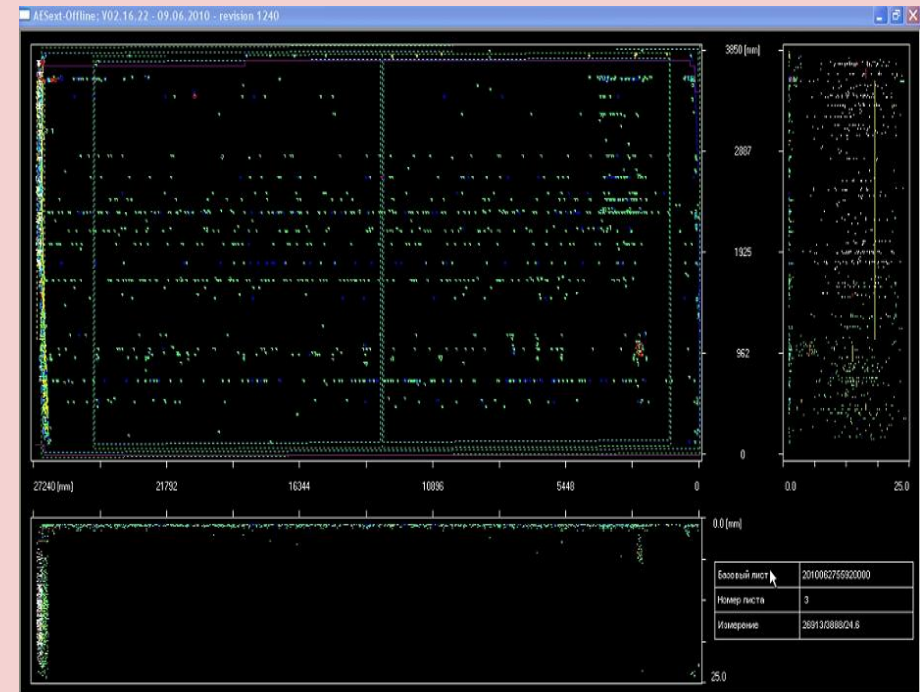 AESext-Offline; V02.16.22 - 09.06.2010 - revision 1240
3850 [mm]
2887
1925
962
0
27240 [mm] 21792 16344 10896 5448 0 0.0 25.0
0.0 [mm]
25.0
Базовый лист 2010062755920000
Номер листа 3
Измерение 26913/3888/24.6